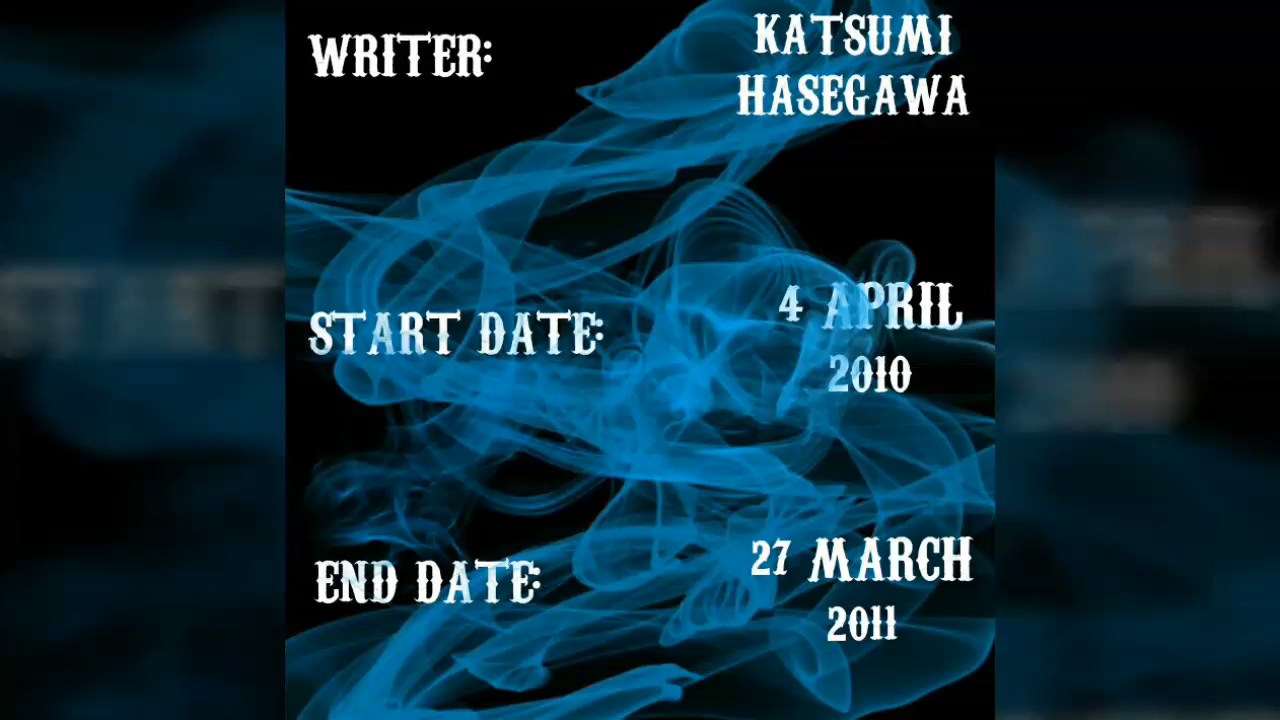 WRITER:
KATSUMI
HASEGAWA
START DATE:
4 APRIL
2010
END DATE:
27 MARCH
2011